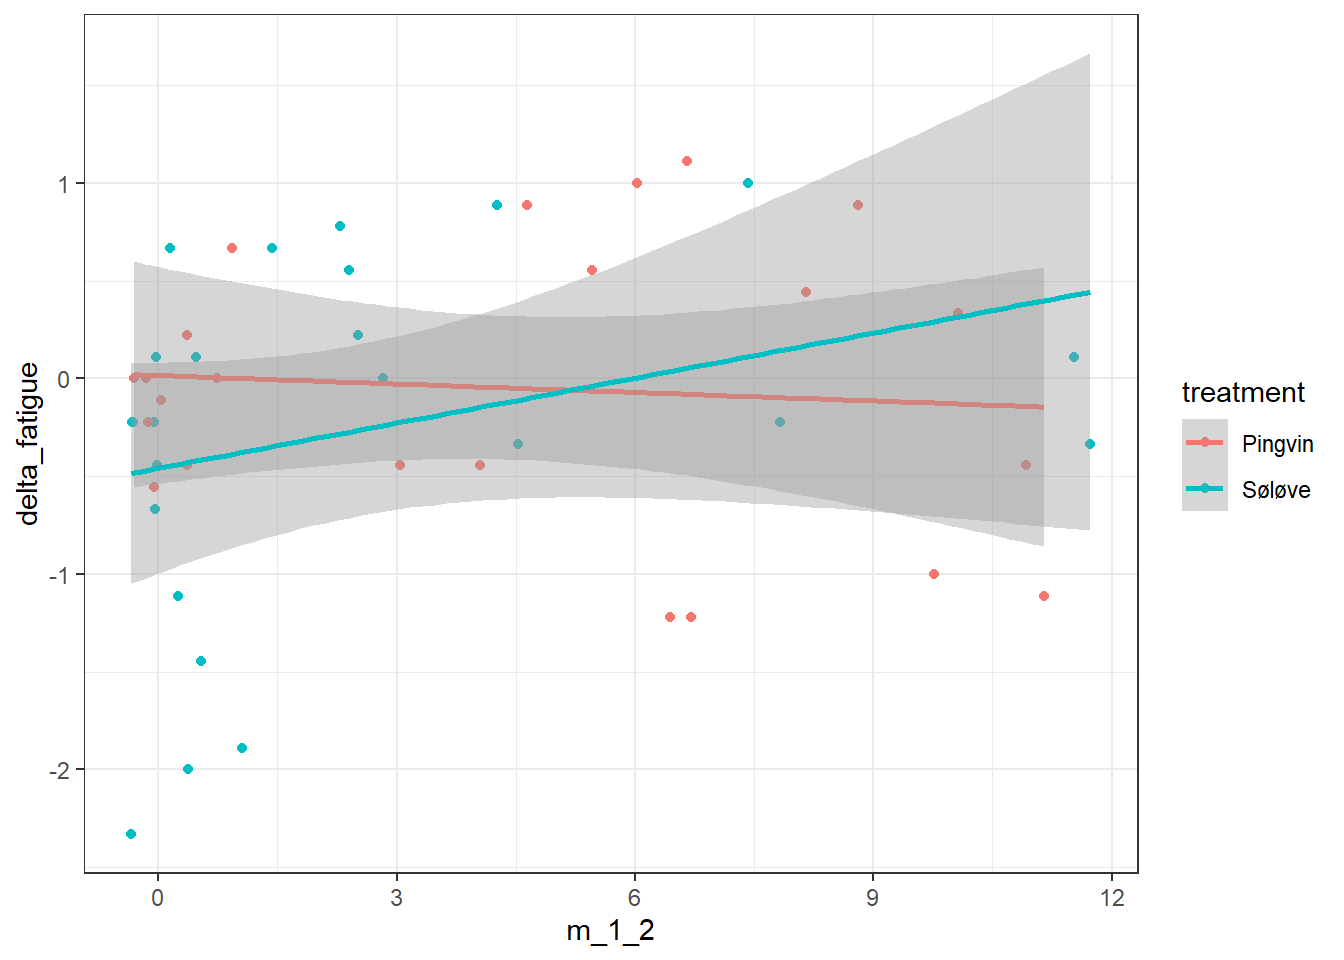 delta_fatigue
1
0
-1
-2
0 3 6 9 12
m_1_2
treatment
Pingvin
Søløve